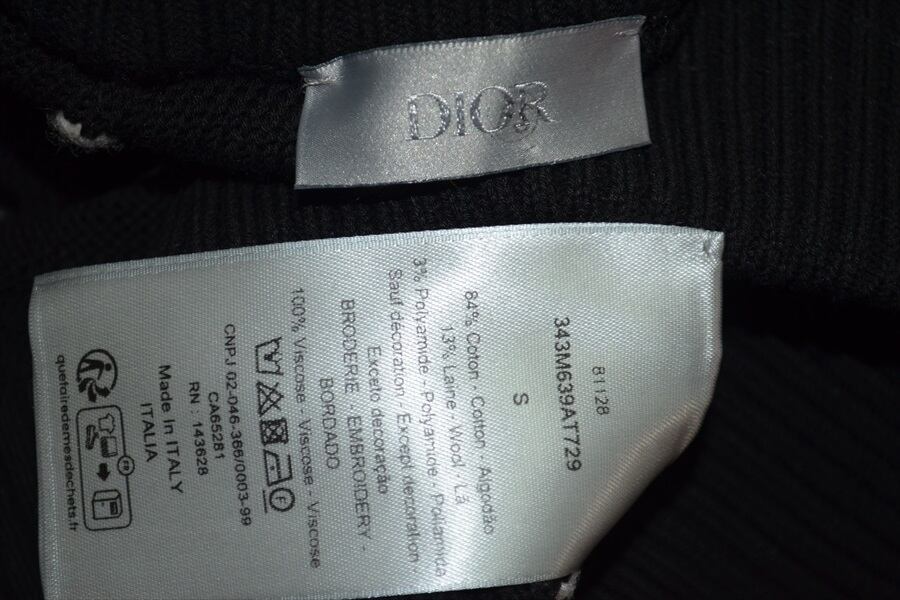 DIOR
81128
343M639AT729
S
84% Coton - Cotton - Algodão
13% Laine - Wool - Lã
3% Polyamide - Polyamide - Poliamida
Sauf décoration - Except decoration
Exceto decoração
BRODERIE - EMBROIDERY -
BORDADO
100% Viscose - Viscose - Viscose
F
CNPJ 02-046-366/0003-99
CA65281
RN : 143628
Made In ITALY
ITALIA
FR
quefairedemesdechets.fr